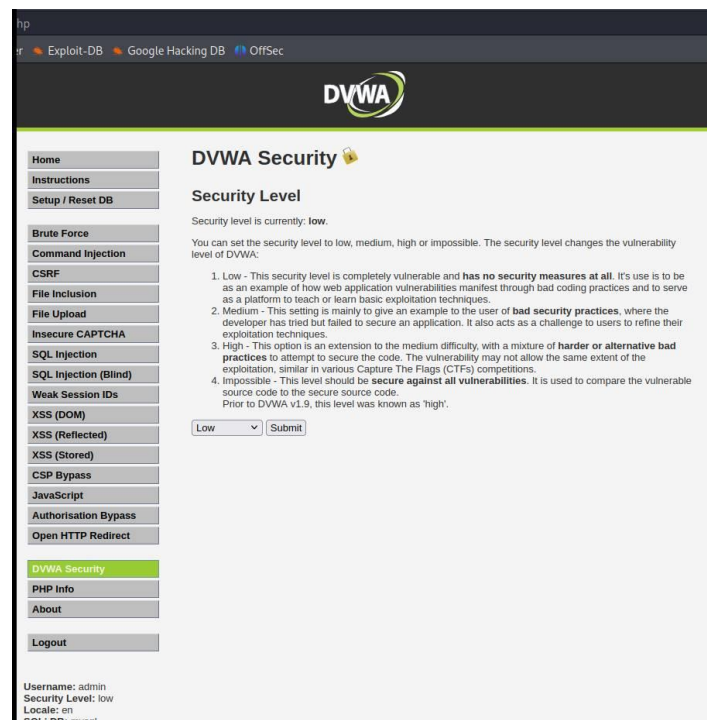 hp
er Exploit-DB Google Hacking DB OffSec
DVWA
Home
Instructions
Setup / Reset DB
Brute Force
Command Injection
CSRF
File Inclusion
File Upload
Insecure CAPTCHA
SQL Injection
SQL Injection (Blind)
Weak Session IDs
XSS (DOM)
XSS (Reflected)
XSS (Stored)
CSP Bypass
JavaScript
Authorisation Bypass
Open HTTP Redirect
DVWA Security
PHP Info
About
Logout
Username: admin
Security Level: low
Locale: en
SQLi DB: mysql
DVWA Security
Security Level
Security level is currently: low.
You can set the security level to low, medium, high or impossible. The security level changes the vulnerability
level of DVWA:
1. Low - This security level is completely vulnerable and has no security measures at all. It's use is to be
as an example of how web application vulnerabilities manifest through bad coding practices and to serve
as a platform to teach or learn basic exploitation techniques.
2. Medium - This setting is mainly to give an example to the user of bad security practices, where the
developer has tried but failed to secure an application. It also acts as a challenge to users to refine their
exploitation techniques.
3. High - This option is an extension to the medium difficulty, with a mixture of harder or alternative bad
practices to attempt to secure the code. The vulnerability may not allow the same extent of the
exploitation, similar in various Capture The Flags (CTFs) competitions.
4. Impossible - This level should be secure against all vulnerabilities. It is used to compare the vulnerable
source code to the secure source code.
Prior to DVWA v1.9, this level was known as 'high'.
Low Submit